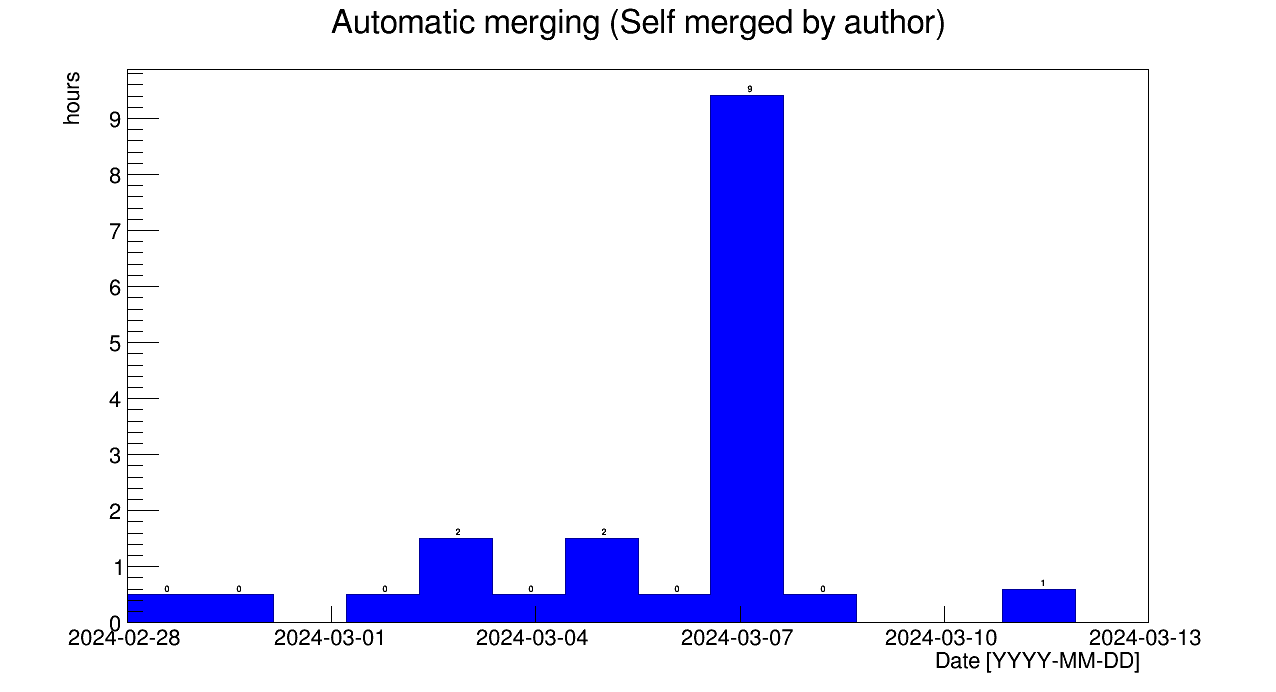 Automatic merging (Self merged by author)
hours
9
8
7
6
5
4
3
2
1
0
0 0 0 2 0 2 0 9 0 1
2024-02-28 2024-03-01 2024-03-04 2024-03-07 2024-03-10 2024-03-13
Date [YYYY-MM-DD]